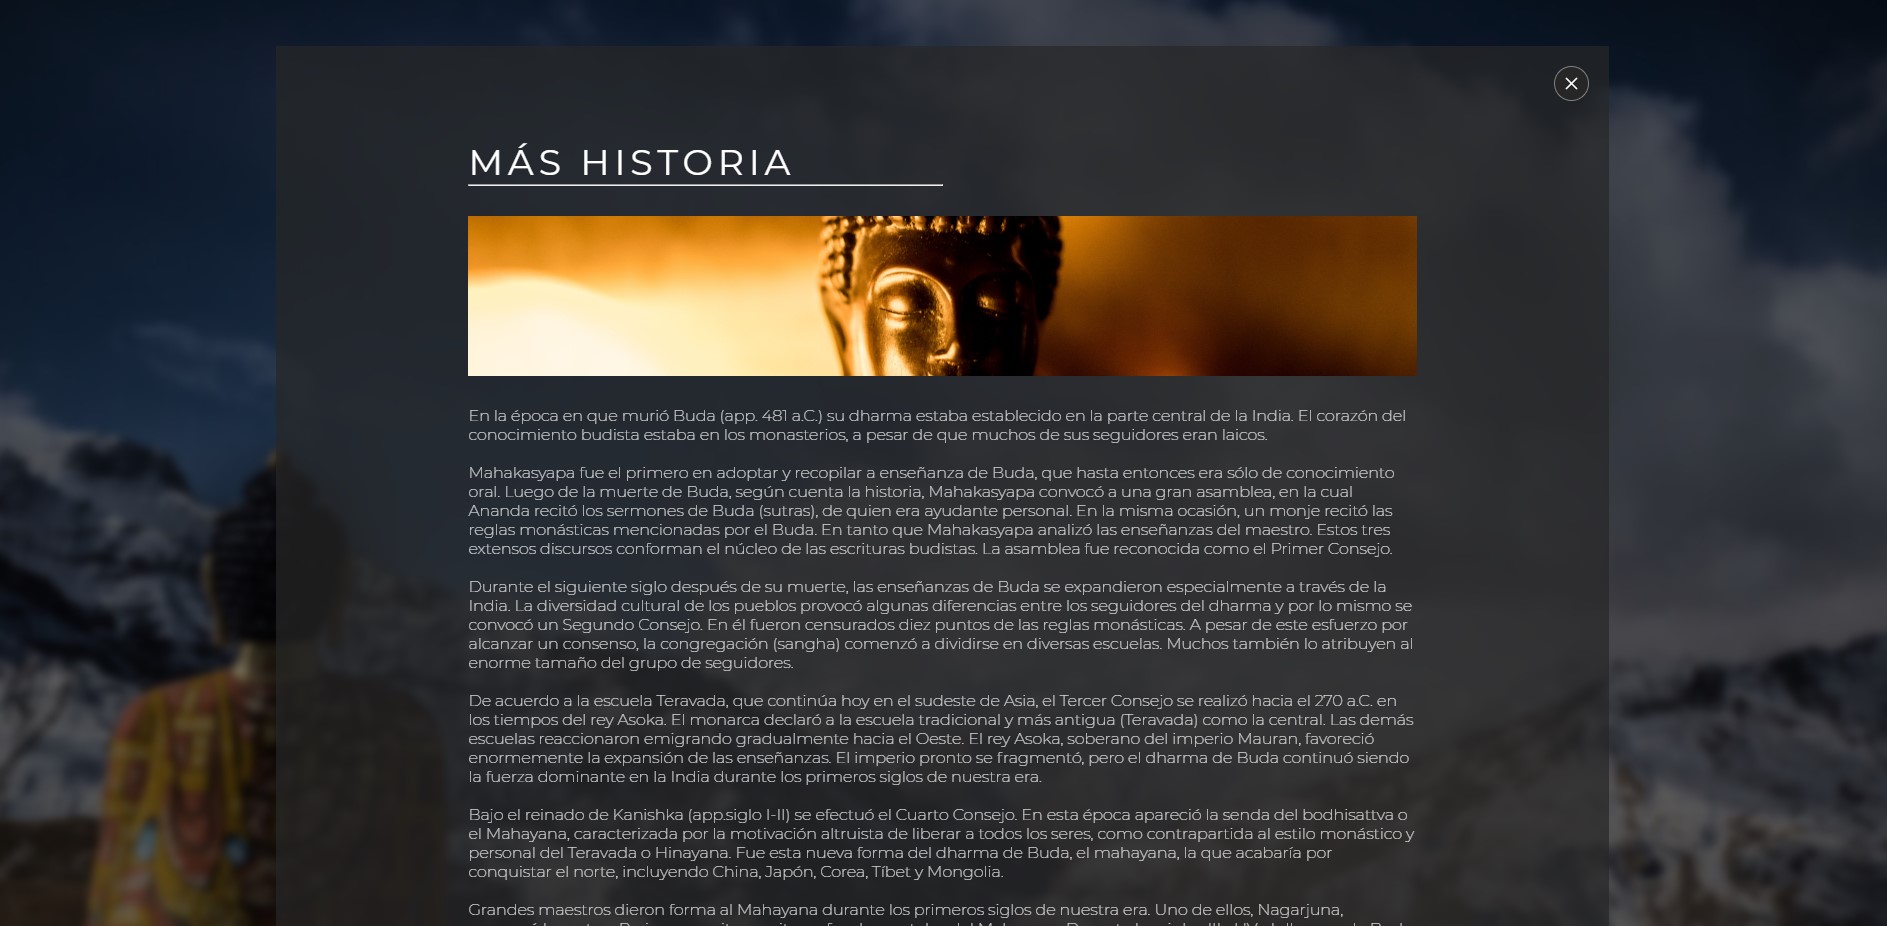 MÁS HISTORIA
En la época en que murió Buda (app. 481 a.C.) su dharma estaba establecido en la parte central de la India. El corazón del
conocimiento budista estaba en los monasterios, a pesar de que muchos de sus seguidores eran laicos.
Mahakasyapa fue el primero en adoptar y recopilar a enseñanza de Buda, que hasta entonces era sólo de conocimiento
oral. Luego de la muerte de Buda, según cuenta la historia, Mahakasyapa convocó a una gran asamblea, en la cual
Ananda recitó los sermones de Buda (sutras), de quien era ayudante personal. En la misma ocasión, un monje recitó las
reglas monásticas mencionadas por el Buda. En tanto que Mahakasyapa analizó las enseñanzas del maestro. Estos tres
extensos discursos conforman el núcleo de las escrituras budistas. La asamblea fue reconocida como el Primer Consejo.
Durante el siguiente siglo después de su muerte, las enseñanzas de Buda se expandieron especialmente a través de la
India. La diversidad cultural de los pueblos provocó algunas diferencias entre los seguidores del dharma y por lo mismo se
convocó un Segundo Consejo. En él fueron censurados diez puntos de las reglas monásticas. A pesar de este esfuerzo por
alcanzar un consenso, la congregación (sangha) comenzó a dividirse en diversas escuelas. Muchos también lo atribuyen al
enorme tamaño del grupo de seguidores.
De acuerdo a la escuela Teravada, que continúa hoy en el sudeste de Asia, el Tercer Consejo se realizó hacia el 270 a.C. en
los tiempos del rey Asoka. El monarca declaró a la escuela tradicional y más antigua (Teravada) como la central. Las demás
escuelas reaccionaron emigrando gradualmente hacia el Oeste. El rey Asoka, soberano del imperio Mauran, favoreció
enormemente la expansión de las enseñanzas. El imperio pronto se fragmentó, pero el dharma de Buda continuó siendo
la fuerza dominante en la India durante los primeros siglos de nuestra era.
Bajo el reinado de Kanishka (app.siglo I-II) se efectuó el Cuarto Consejo. En esta época apareció la senda del bodhisattva o
el Mahayana, caracterizada por la motivación altruista de liberar a todos los seres, como contrapartida al estilo monástico y
personal del Teravada o Hinayana. Fue esta nueva forma del dharma de Buda, el mahayana, la que acabaría por
conquistar el norte, incluyendo China, Japón, Corea, Tíbet y Mongolia.
Grandes maestros dieron forma al Mahayana durante los primeros siglos de nuestra era. Uno de ellos, Nagarjuna,